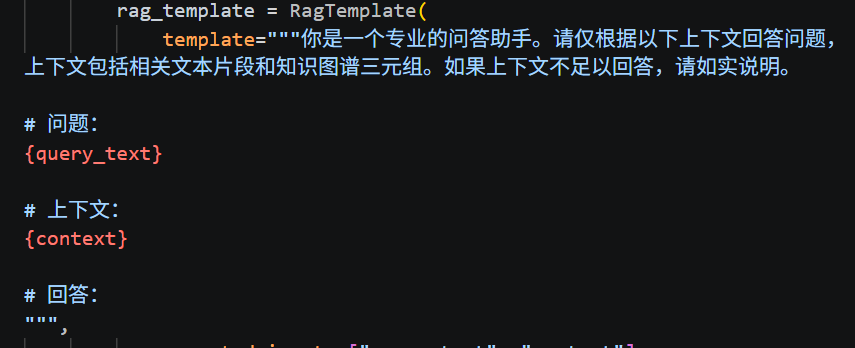 rag_template = RagTemplate(
template="""你是一个专业的问答助手。请仅根据以下上下文回答问题，
上下文包括相关文本片段和知识图谱三元组。如果上下文不足以回答，请如实说明。
# 问题：
{query_text}
# 上下文：
{context}
# 回答：
""",